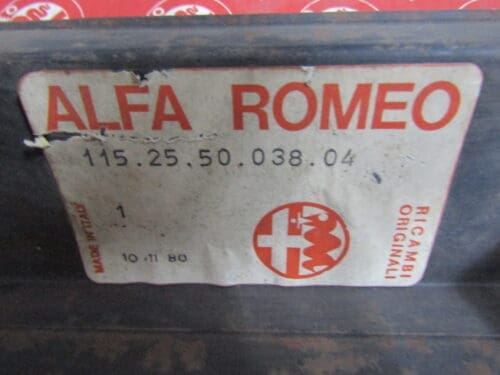 ALFA ROMEO
115.25.50.038.04
1
10 11 80
MADE IN ITALY
RICAMBI
ORIGINALI